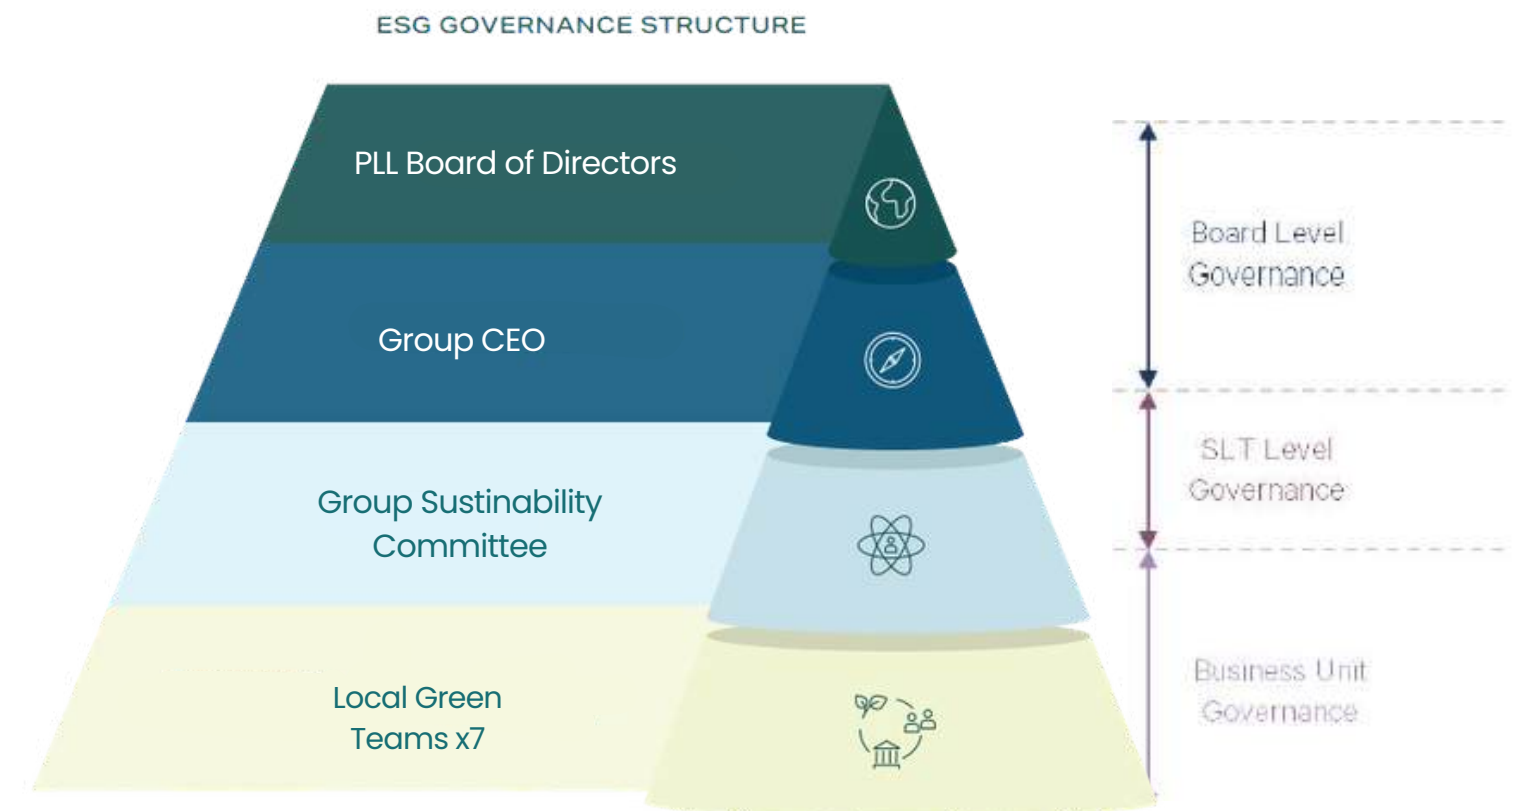 ESG GOVERNANCE STRUCTURE
PLL Board of Directors
Group CEO
Group Sustinability
Committee
Local Green
Teams x7
Board Level
Governance
SLT Level
Governance
Business Unit
Governance